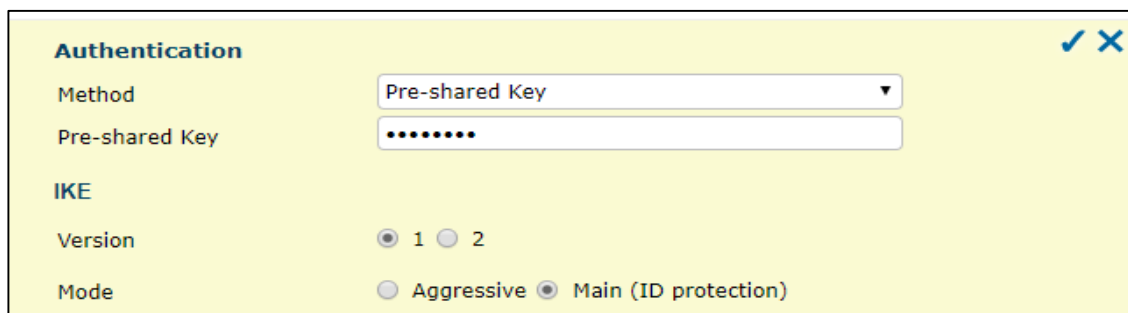 Authentication
Method Pre-shared Key
Pre-shared Key ••••••••
IKE
Version 1 2
Mode Aggressive Main (ID protection)